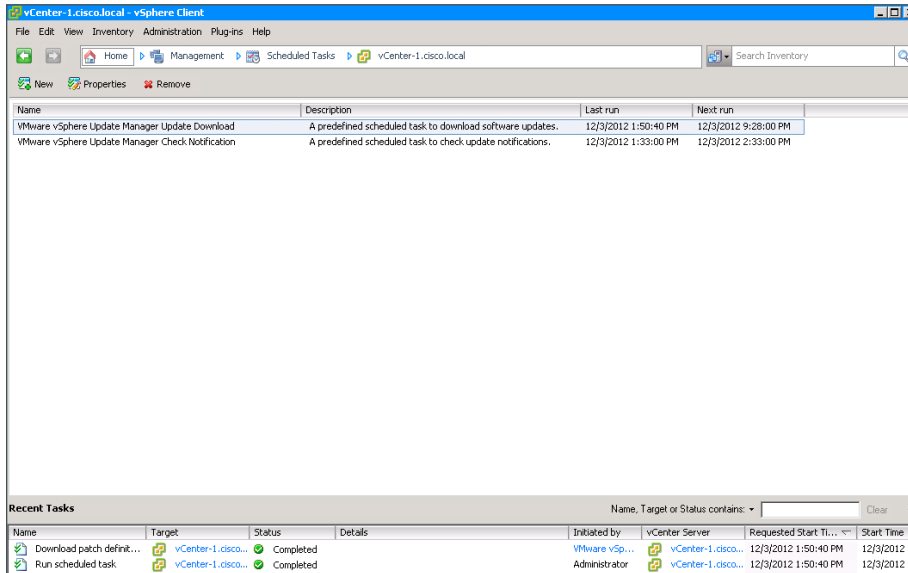 vCenter-1.cisco.local - vSphere Client
File Edit View Inventory Administration Plug-ins Help
Home Management Scheduled Tasks vCenter-1.cisco.local Search Inventory
New Properties Remove
Name Description Last run Next run
VMware vSphere Update Manager Update Download A predefined scheduled task to download software updates. 12/3/2012 1:50:40 PM 12/3/2012 9:28:00 PM
VMware vSphere Update Manager Check Notification A predefined scheduled task to check update notifications. 12/3/2012 1:33:00 PM 12/3/2012 2:33:00 PM
Recent Tasks Name, Target or Status contains: Clear
Name Target Status Details Initiated by vCenter Server Requested Start Ti... Start Time
Download patch definit... vCenter-1.cisco... Completed VMware vSp... vCenter-1.cisco... 12/3/2012 1:50:40 PM 12/3/2012
Run scheduled task vCenter-1.cisco... Completed Administrator vCenter-1.cisco... 12/3/2012 1:50:40 PM 12/3/2012